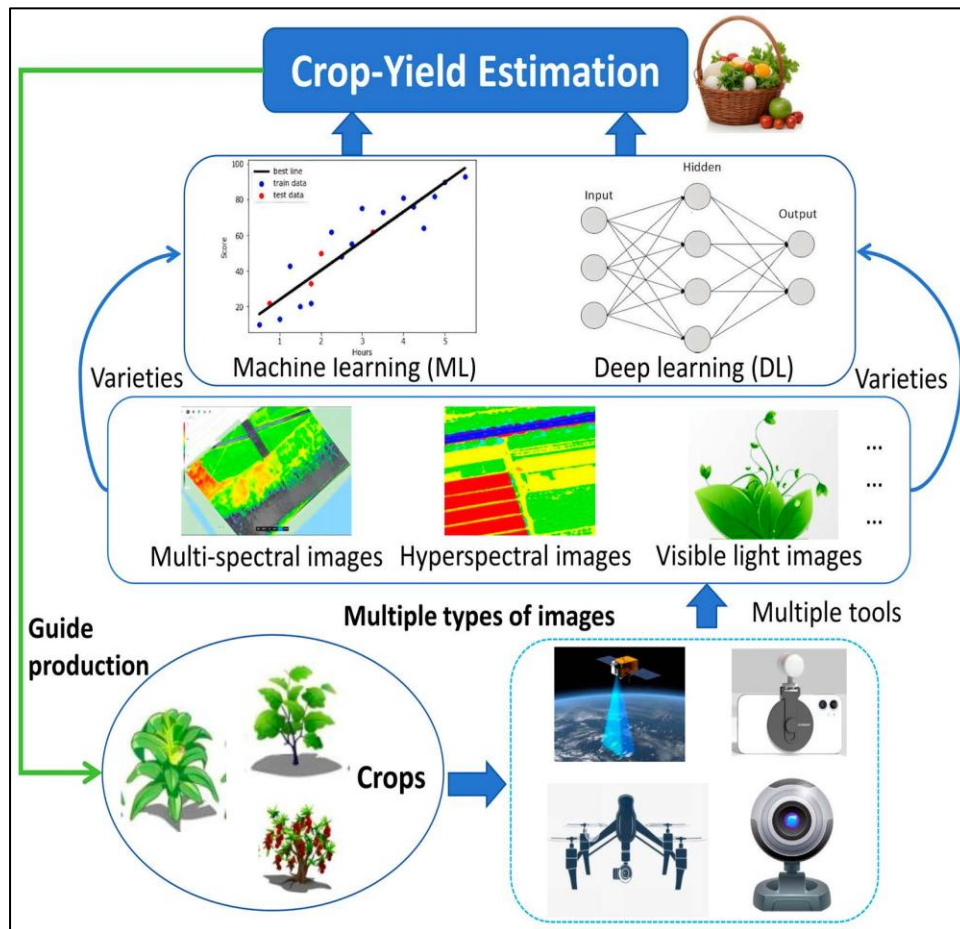 Crop-Yield Estimation
best line
train data
test data
100
80
60
40
20
Score
1
2
3
4
5
Hours
Machine learning (ML)
Input
Hidden
Output
Deep learning (DL)
Varieties
Varieties
...
...
...
Multi-spectral images
Hyperspectral images
Visible light images
Multiple types of images
Multiple tools
Guide
production
Crops